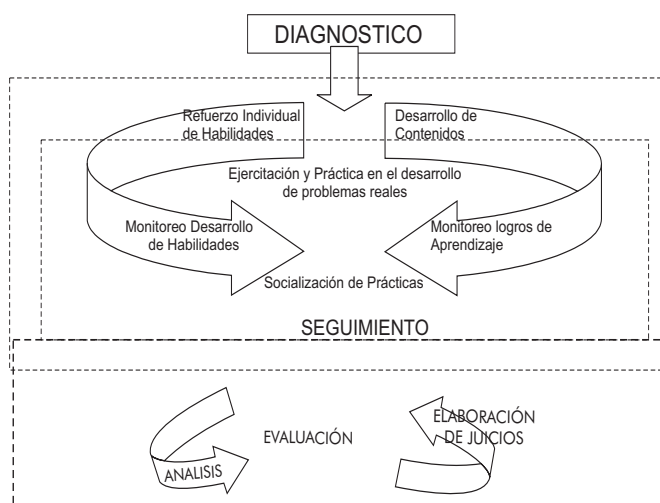 DIAGNOSTICO
Refuerzo Individual
de Habilidades
Desarrollo de
Contenidos
Ejercitación y Práctica en el desarrollo
de problemas reales
Monitoreo Desarrollo
de Habilidades
Monitoreo logros de
Aprendizaje
Socialización de Prácticas
SEGUIMIENTO
EVALUACIÓN
ELABORACIÓN
DE JUICIOS
ANALISIS